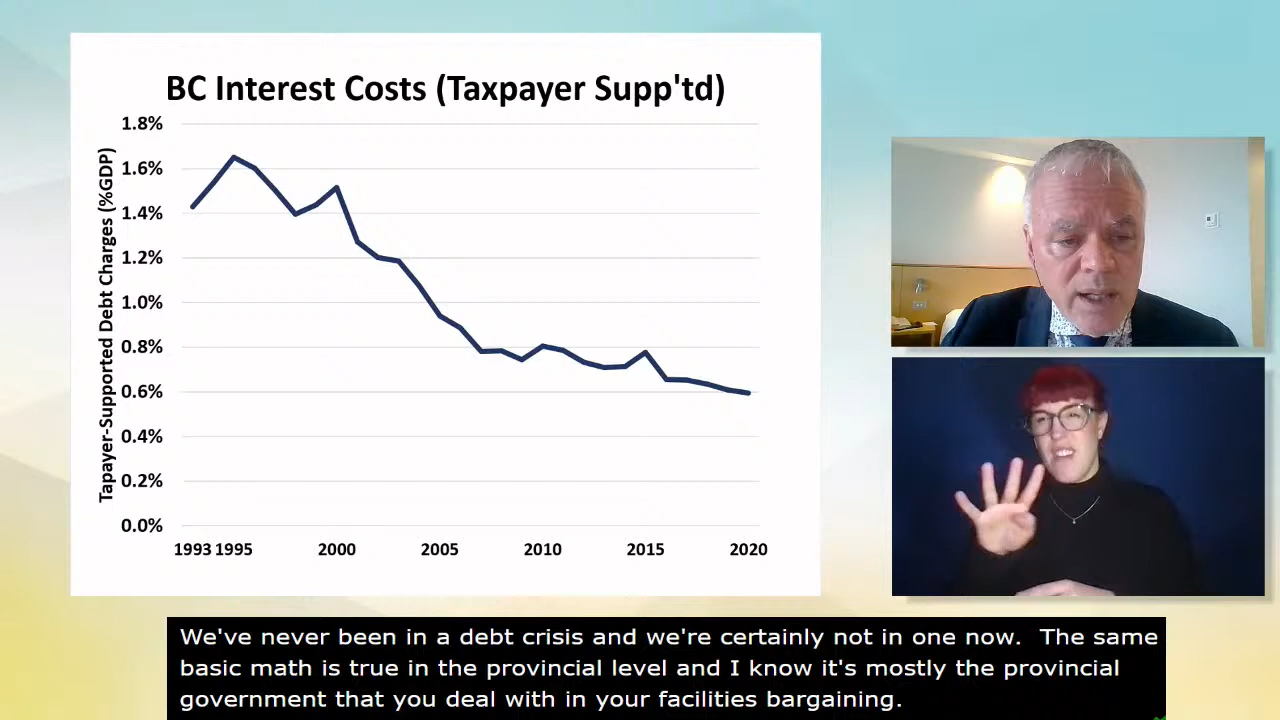 BC Interest Costs (Taxpayer Supp'td)
Tapayer-Supported Debt Charges (%GDP)
1.8%
1.6%
1.4%
1.2%
1.0%
0.8%
0.6%
0.4%
0.2%
0.0%
1993 1995 2000 2005 2010 2015 2020
We've never been in a debt crisis and we're certainly not in one now. The same
basic math is true in the provincial level and I know it's mostly the provincial
government that you deal with in your facilities bargaining.